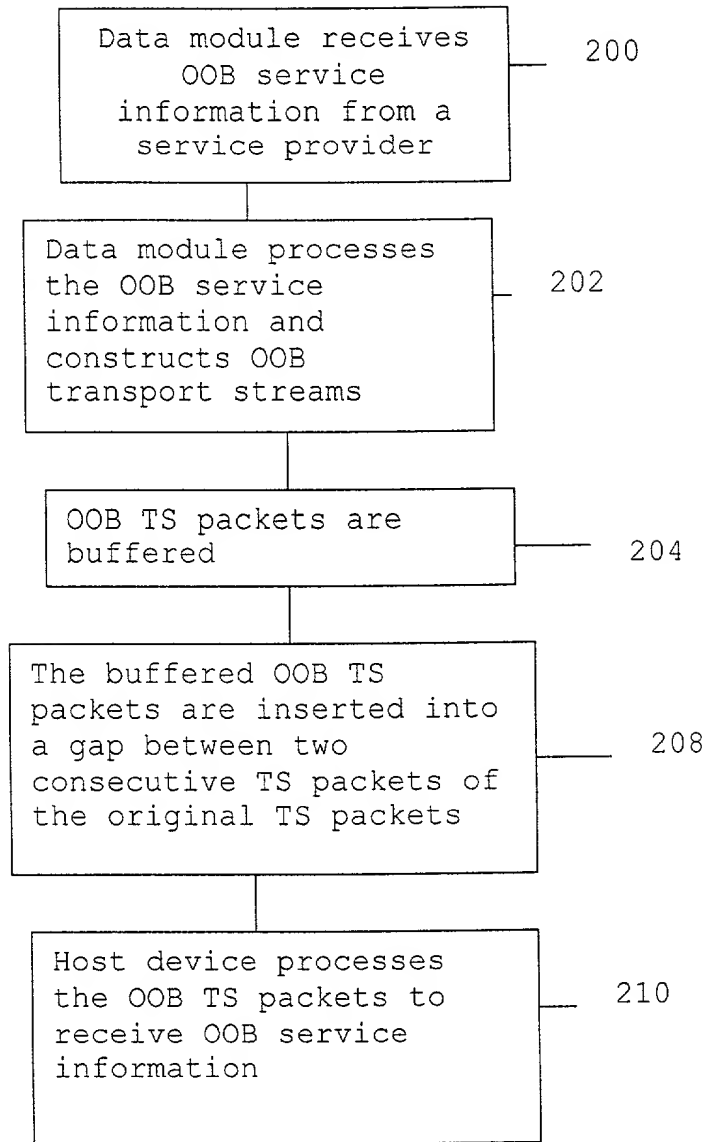 Data module receives
OOB service
information from a
service provider
200
Data module processes
the OOB service
information and
constructs OOB
transport streams
202
OOB TS packets are
buffered
204
The buffered OOB TS
packets are inserted into
a gap between two
consecutive TS packets of
the original TS packets
208
Host device processes
the OOB TS packets to
receive OOB service
information
210